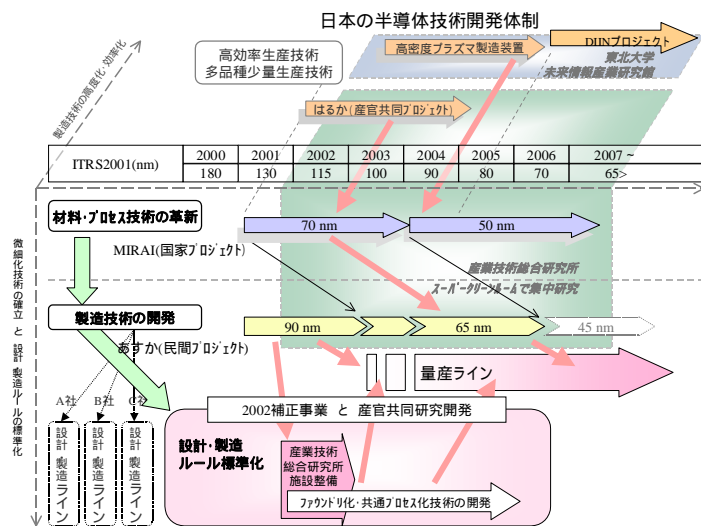 日本の半導体技術開発体制
製造技術の高度化・効率化
高効率生産技術
多品種少量生産技術
高密度プラズマ製造装置
DIINプロジェクト
東北大学
未来情報産業研究館
はるか(産官共同プロジェクト)
ITRS2001(nm)
2000 2001 2002 2003 2004 2005 2006 2007 ~
180 130 115 100 90 80 70 65>
材料・プロセス技術の革新
70 nm
50 nm
MIRAI(国家プロジェクト)
産業技術総合研究所
スーパークリーンルームで集中研究
微細化技術の確立 と 設計・製造ルールの標準化
製造技術の開発
90 nm
65 nm
45 nm
あすか(民間プロジェクト)
量産ライン
A社
B社
C社
設計・製造ライン
設計・製造ライン
設計・製造ライン
2002補正事業 と 産官共同研究開発
設計・製造
ルール標準化
産業技術
総合研究所
施設整備
ファウンドリ化・共通プロセス化技術の開発